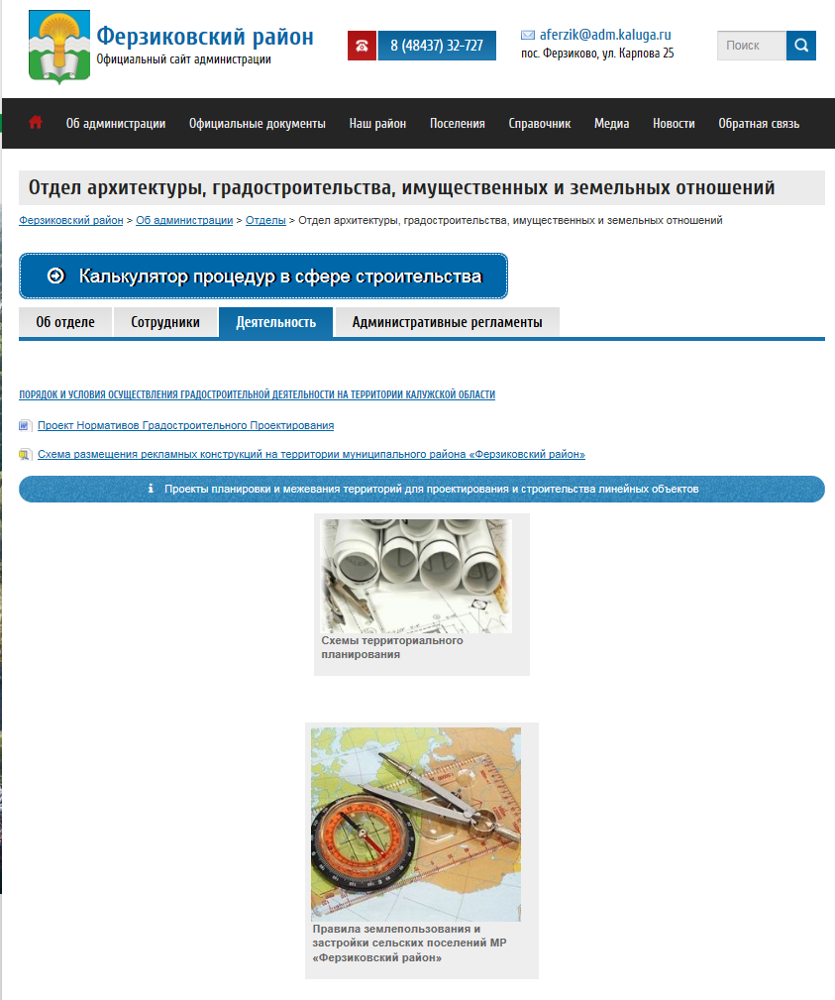 Ферзиковский район
Официальный сайт администрации
8 (48437) 32-727
aferzik@adm.kaluga.ru
пос. Ферзиково, ул. Карпова 25
Поиск
Об администрации Официальные документы Наш район Поселения Справочник Медиа Новости Обратная связь
Отдел архитектуры, градостроительства, имущественных и земельных отношений
Ферзиковский район > Об администрации > Отделы > Отдел архитектуры, градостроительства, имущественных и земельных отношений
Калькулятор процедур в сфере строительства
Об отделе Сотрудники Деятельность Административные регламенты
ПОРЯДОК И УСЛОВИЯ ОСУЩЕСТВЛЕНИЯ ГРАДОСТРОИТЕЛЬНОЙ ДЕЯТЕЛЬНОСТИ НА ТЕРРИТОРИИ КАЛУЖСКОЙ ОБЛАСТИ
Проект Нормативов Градостроительного Проектирования
Схема размещения рекламных конструкций на территории муниципального района «Ферзиковский район»
Проекты планировки и межевания территорий для проектирования и строительства линейных объектов
Схемы территориального
планирования
Правила землепользования и
застройки сельских поселений МР
«Ферзиковский район»